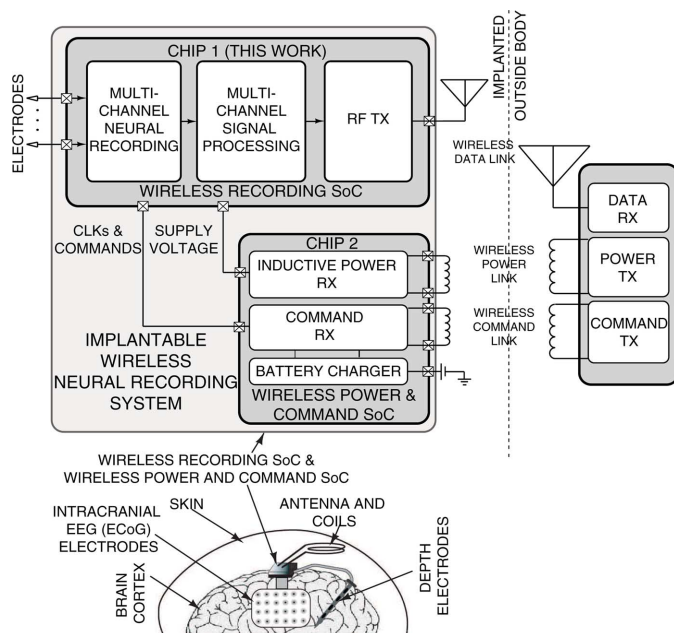 CHIP 1 (THIS WORK)
ELECTRODES
MULTI-
CHANNEL
NEURAL
RECORDING
MULTI-
CHANNEL
SIGNAL
PROCESSING
RF TX
WIRELESS RECORDING SoC
IMPLANTED
OUTSIDE BODY
WIRELESS
DATA LINK
DATA
RX
CLKs &
COMMANDS
SUPPLY
VOLTAGE
CHIP 2
INDUCTIVE POWER
RX
WIRELESS
POWER
LINK
POWER
TX
COMMAND
RX
WIRELESS
COMMAND
LINK
COMMAND
TX
BATTERY CHARGER
WIRELESS POWER &
COMMAND SoC
IMPLANTABLE
WIRELESS
NEURAL RECORDING
SYSTEM
WIRELESS RECORDING SoC &
WIRELESS POWER AND COMMAND SoC
INTRACRANIAL
EEG (ECoG)
ELECTRODES
SKIN
ANTENNA AND
COILS
BRAIN
CORTEX
DEPTH
ELECTRODES